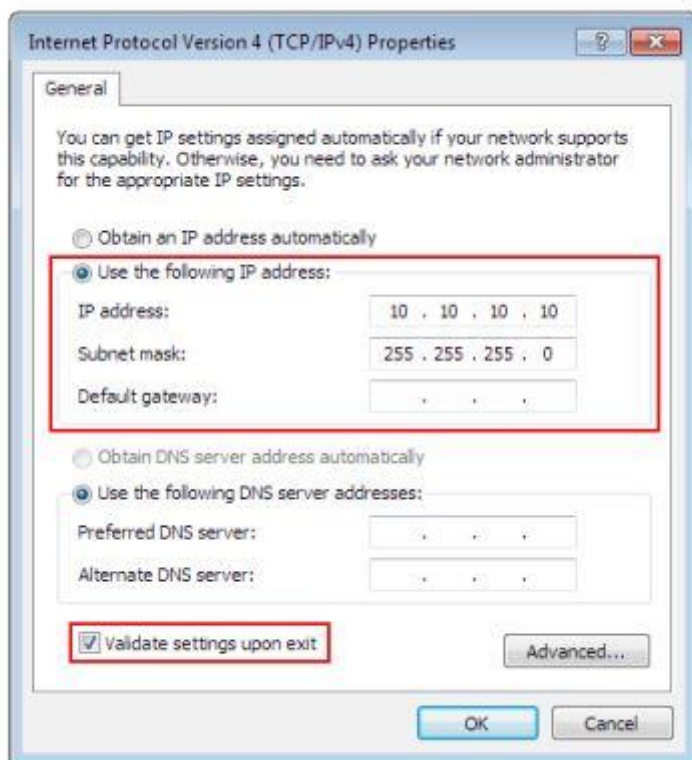 Internet Protocol Version 4 (TCP/IPv4) Properties
General
You can get IP settings assigned automatically if your network supports
this capability. Otherwise, you need to ask your network administrator
for the appropriate IP settings.
Obtain an IP address automatically
Use the following IP address:
IP address: 10 . 10 . 10 . 10
Subnet mask: 255 . 255 . 255 . 0
Default gateway: . . .
Obtain DNS server address automatically
Use the following DNS server addresses:
Preferred DNS server: . . .
Alternate DNS server: . . .
Validate settings upon exit
Advanced...
OK Cancel